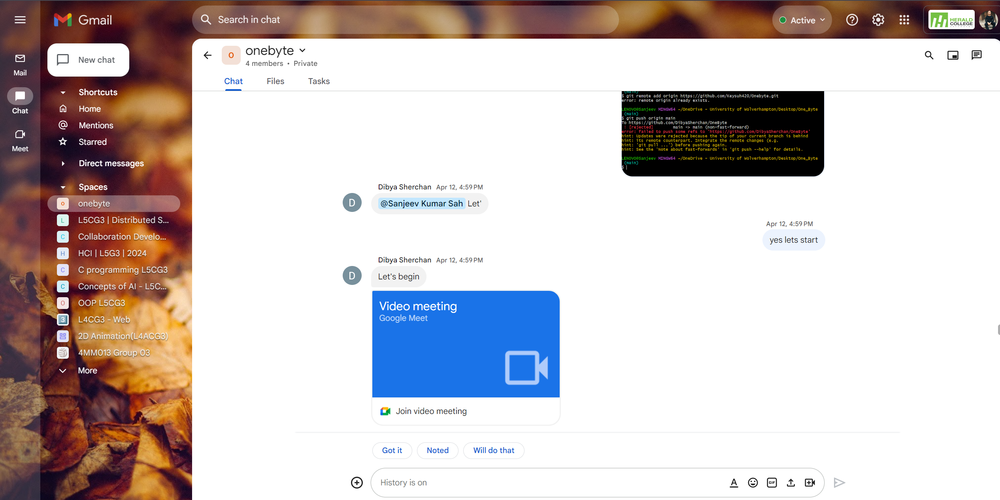 Gmail
Search in chat
Active
HERALD
COLLEGE
New chat
Mail
Chat
Meet
Shortcuts
Home
Mentions
Starred
Direct messages
Spaces
o onebyte
L L5CG3 | Distributed S...
C Collaboration Develo...
H HCI | L5G3 | 2024
C C programming L5CG3
C Concepts of AI - L5C...
O OOP L5CG3
3 L4CG3 - Web
2D Animation(L4ACG3)
4MM013 Group 03
More
o onebyte
4 members • Private
Chat Files Tasks
(main)
$ git remote add origin https://github.com/Keysuh420/Onebyte.git
error: remote origin already exists.
LENOVO@Sanjeev MINGW64 ~/OneDrive - University of Wolverhampton/Desktop/One_Byte
(main)
$ git push origin main
To https://github.com/DibyaSherchan/OneByte
! [rejected] main -> main (non-fast-forward)
error: failed to push some refs to 'https://github.com/DibyaSherchan/OneByte'
hint: Updates were rejected because the tip of your current branch is behind
hint: its remote counterpart. Integrate the remote changes (e.g.
hint: 'git pull ...') before pushing again.
hint: See the 'Note about fast-forwards' in 'git push --help' for details.
LENOVO@Sanjeev MINGW64 ~/OneDrive - University of Wolverhampton/Desktop/One_Byte
(main)
$
Dibya Sherchan Apr 12, 4:59 PM
D
@Sanjeev Kumar Sah Let'
Apr 12, 4:59 PM
yes lets start
Dibya Sherchan Apr 12, 4:59 PM
D
Let's begin
Video meeting
Google Meet
Join video meeting
Got it Noted Will do that
History is on
GIF